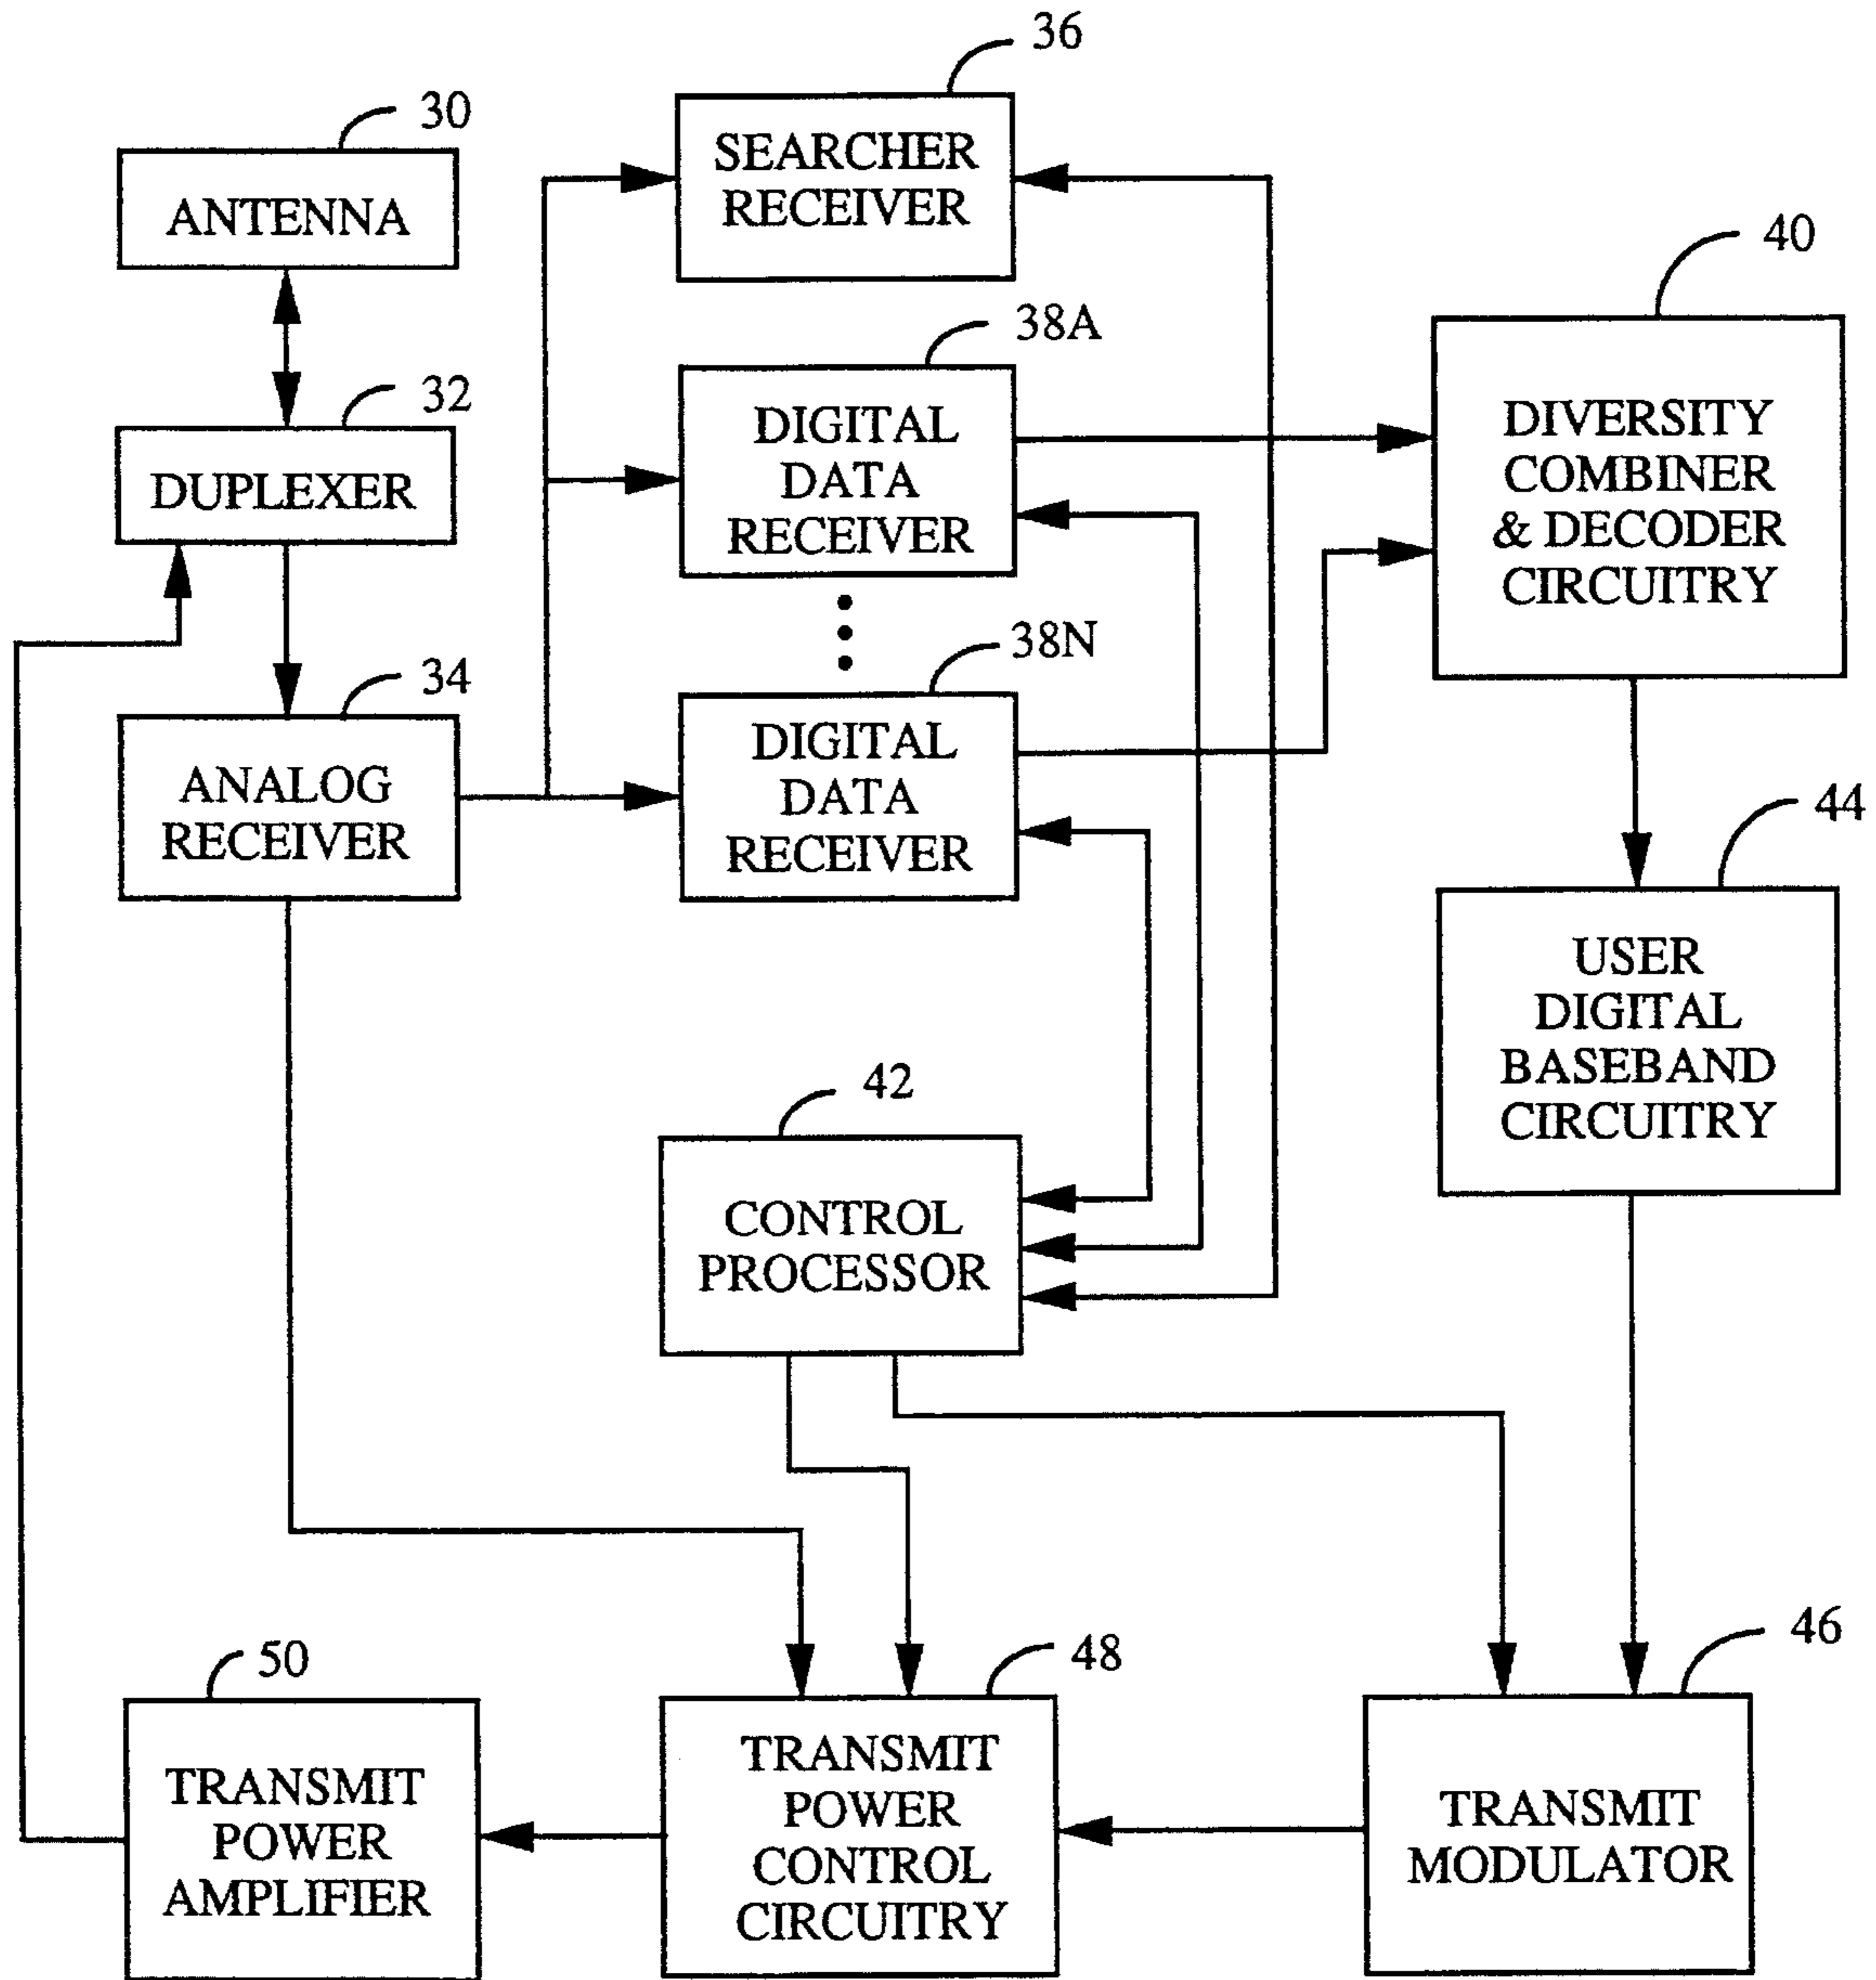 30
ANTENNA
32
DUPLEXER
34
ANALOG
RECEIVER
36
SEARCHER
RECEIVER
38A
DIGITAL
DATA
RECEIVER
38N
DIGITAL
DATA
RECEIVER
40
DIVERSITY
COMBINER
& DECODER
CIRCUITRY
44
USER
DIGITAL
BASEBAND
CIRCUITRY
42
CONTROL
PROCESSOR
50
TRANSMIT
POWER
AMPLIFIER
48
TRANSMIT
POWER
CONTROL
CIRCUITRY
46
TRANSMIT
MODULATOR